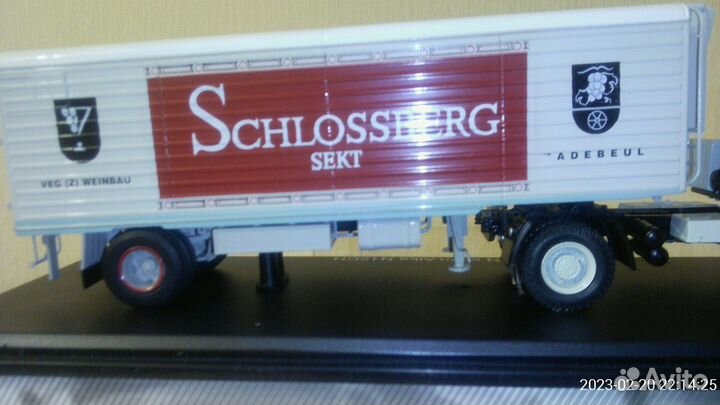 SCHLOSSBERG
SEKT
VEG (Z) WEINBAU
ADEBEUL
2023-02-20 22:14:25
Avito